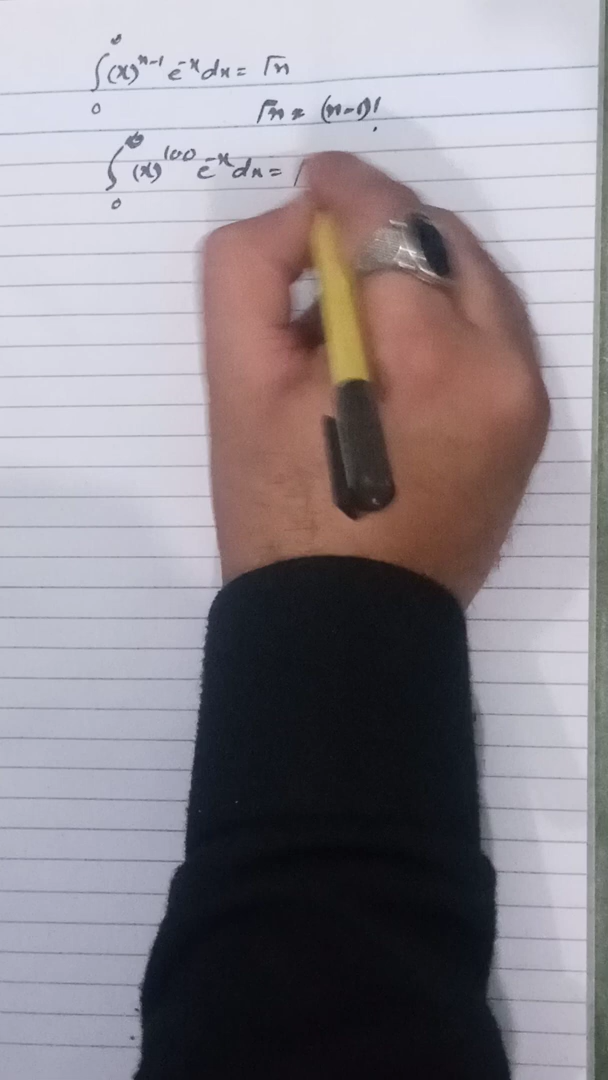 ∫₀^∞ (x)^{n-1} e^{-x} dx = Γn
Γn = (n-1)!
∫₀^∞ (x)^{100} e^{-x} dx =